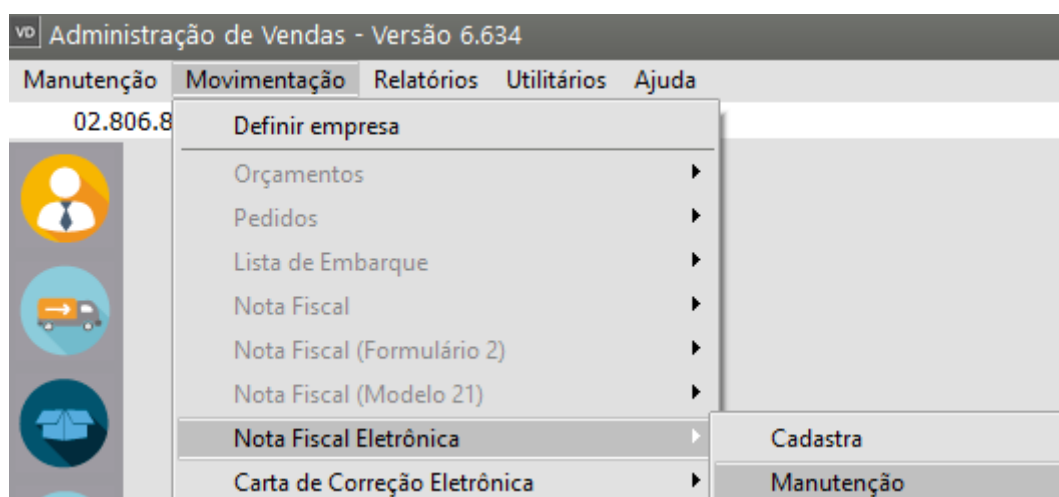 VD Administração de Vendas - Versão 6.634
Manutenção Movimentação Relatórios Utilitários Ajuda
02.806.8
Definir empresa
Orçamentos
Pedidos
Lista de Embarque
Nota Fiscal
Nota Fiscal (Formulário 2)
Nota Fiscal (Modelo 21)
Nota Fiscal Eletrônica Cadastra
Carta de Correção Eletrônica Manutenção